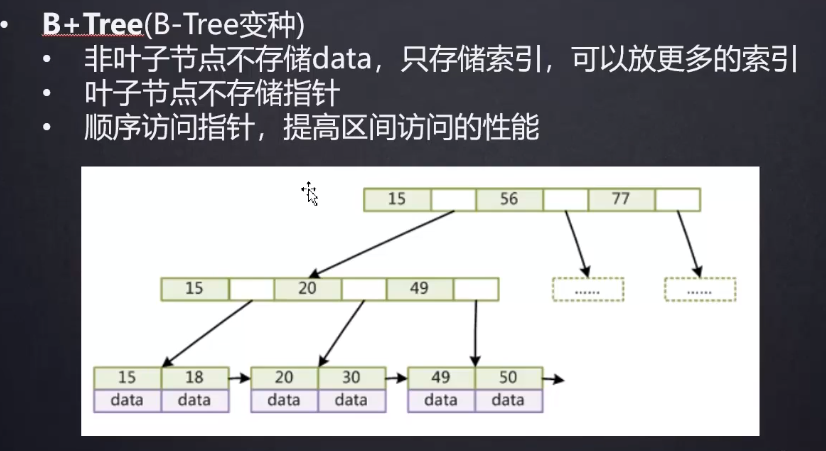 B+Tree(B-Tree变种)
非叶子节点不存储data，只存储索引，可以放更多的索引
叶子节点不存储指针
顺序访问指针，提高区间访问的性能
15 56 77
15 20 49 ...... ......
15 18 20 30 49 50
data data data data data data